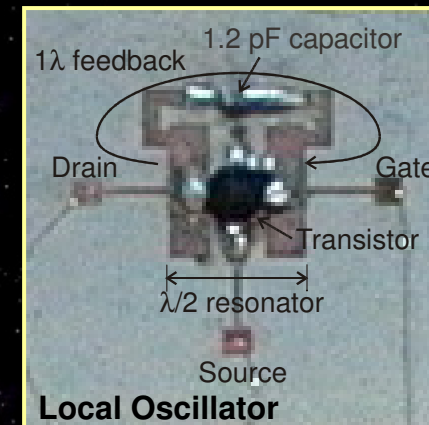 1.2 pF capacitor
1λ feedback
Drain
Gate
Transistor
λ/2 resonator
Source
Local Oscillator